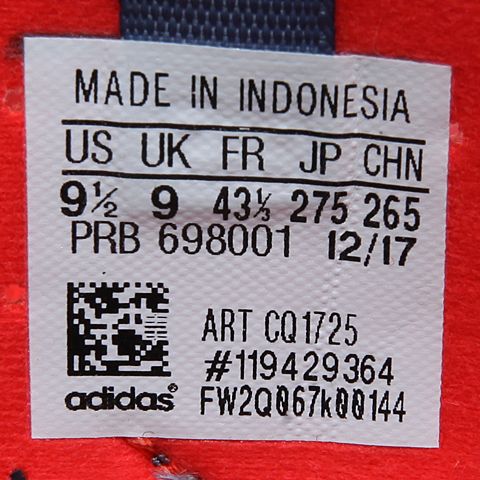 MADE IN INDONESIA
US UK FR JP CHN
9½ 9 43⅓ 275 265
PRB 698001 12/17
ART CQ1725
#119429364
adidas® FW2Q067k00144